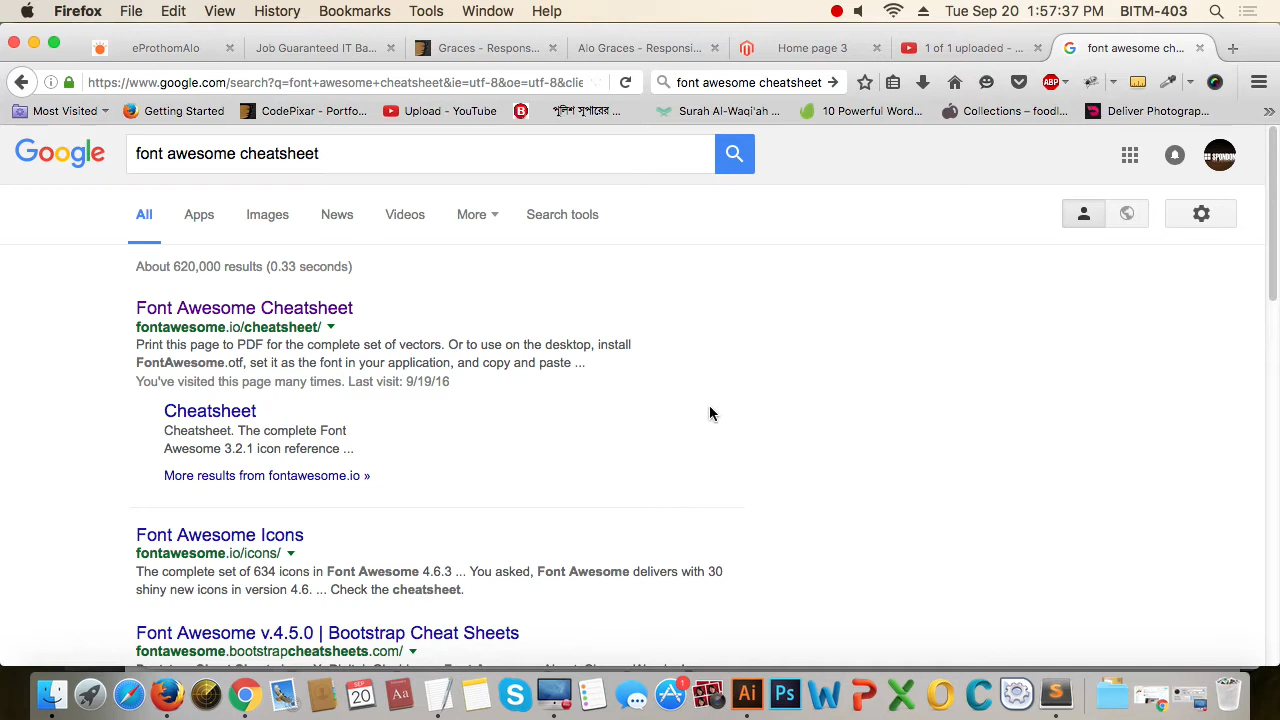 Firefox File Edit View History Bookmarks Tools Window Help Tue Sep 20 1:57:37 PM BITM-403
eProthomAlo Job Guaranteed IT Ba... Graces - Respons... Alo Graces - Respons... Home page 3 1 of 1 uploaded - ... font awesome ch...
https://www.google.com/search?q=font+awesome+cheatsheet&ie=utf-8&oe=utf-8&clie font awesome cheatsheet ABP
Most Visited Getting Started CodePixar - Portfo... Upload - YouTube B পুলিশ সুপারের ... Surah Al-Waqi'ah ... 10 Powerful Word... Collections – foodl... Deliver Photograp...
Google font awesome cheatsheet SPONDON
All Apps Images News Videos More Search tools
About 620,000 results (0.33 seconds)
Font Awesome Cheatsheet
fontawesome.io/cheatsheet/
Print this page to PDF for the complete set of vectors. Or to use on the desktop, install
FontAwesome.otf, set it as the font in your application, and copy and paste ...
You've visited this page many times. Last visit: 9/19/16
Cheatsheet
Cheatsheet. The complete Font
Awesome 3.2.1 icon reference ...
More results from fontawesome.io »
Font Awesome Icons
fontawesome.io/icons/
The complete set of 634 icons in Font Awesome 4.6.3 ... You asked, Font Awesome delivers with 30
shiny new icons in version 4.6. ... Check the cheatsheet.
Font Awesome v.4.5.0 | Bootstrap Cheat Sheets
fontawesome.bootstrapcheatsheets.com/
SEP 20 Aa S 1 Ai Ps W P X O C S